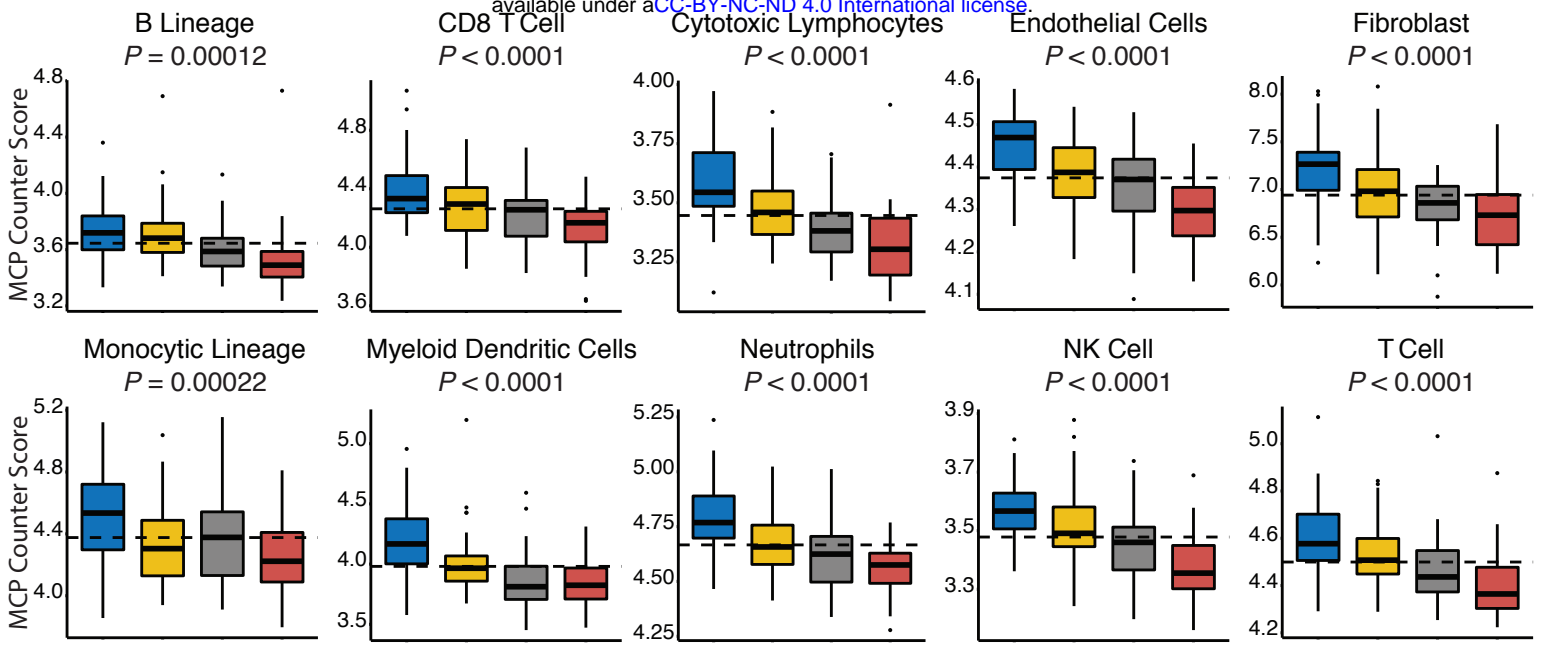 available under aCC-BY-NC-ND 4.0 International license.
B Lineage
P = 0.00012
CD8 T Cell
P < 0.0001
Cytotoxic Lymphocytes
P < 0.0001
Endothelial Cells
P < 0.0001
Fibroblast
P < 0.0001
MCP Counter Score
4.8
4.4
4.0
3.6
3.2
4.8
4.4
4.0
3.6
4.00
3.75
3.50
3.25
4.6
4.5
4.4
4.3
4.2
4.1
8.0
7.5
7.0
6.5
6.0
Monocytic Lineage
P = 0.00022
Myeloid Dendritic Cells
P < 0.0001
Neutrophils
P < 0.0001
NK Cell
P < 0.0001
T Cell
P < 0.0001
MCP Counter Score
5.2
4.8
4.4
4.0
5.0
4.5
4.0
3.5
5.25
5.00
4.75
4.50
4.25
3.9
3.7
3.5
3.3
5.0
4.8
4.6
4.4
4.2